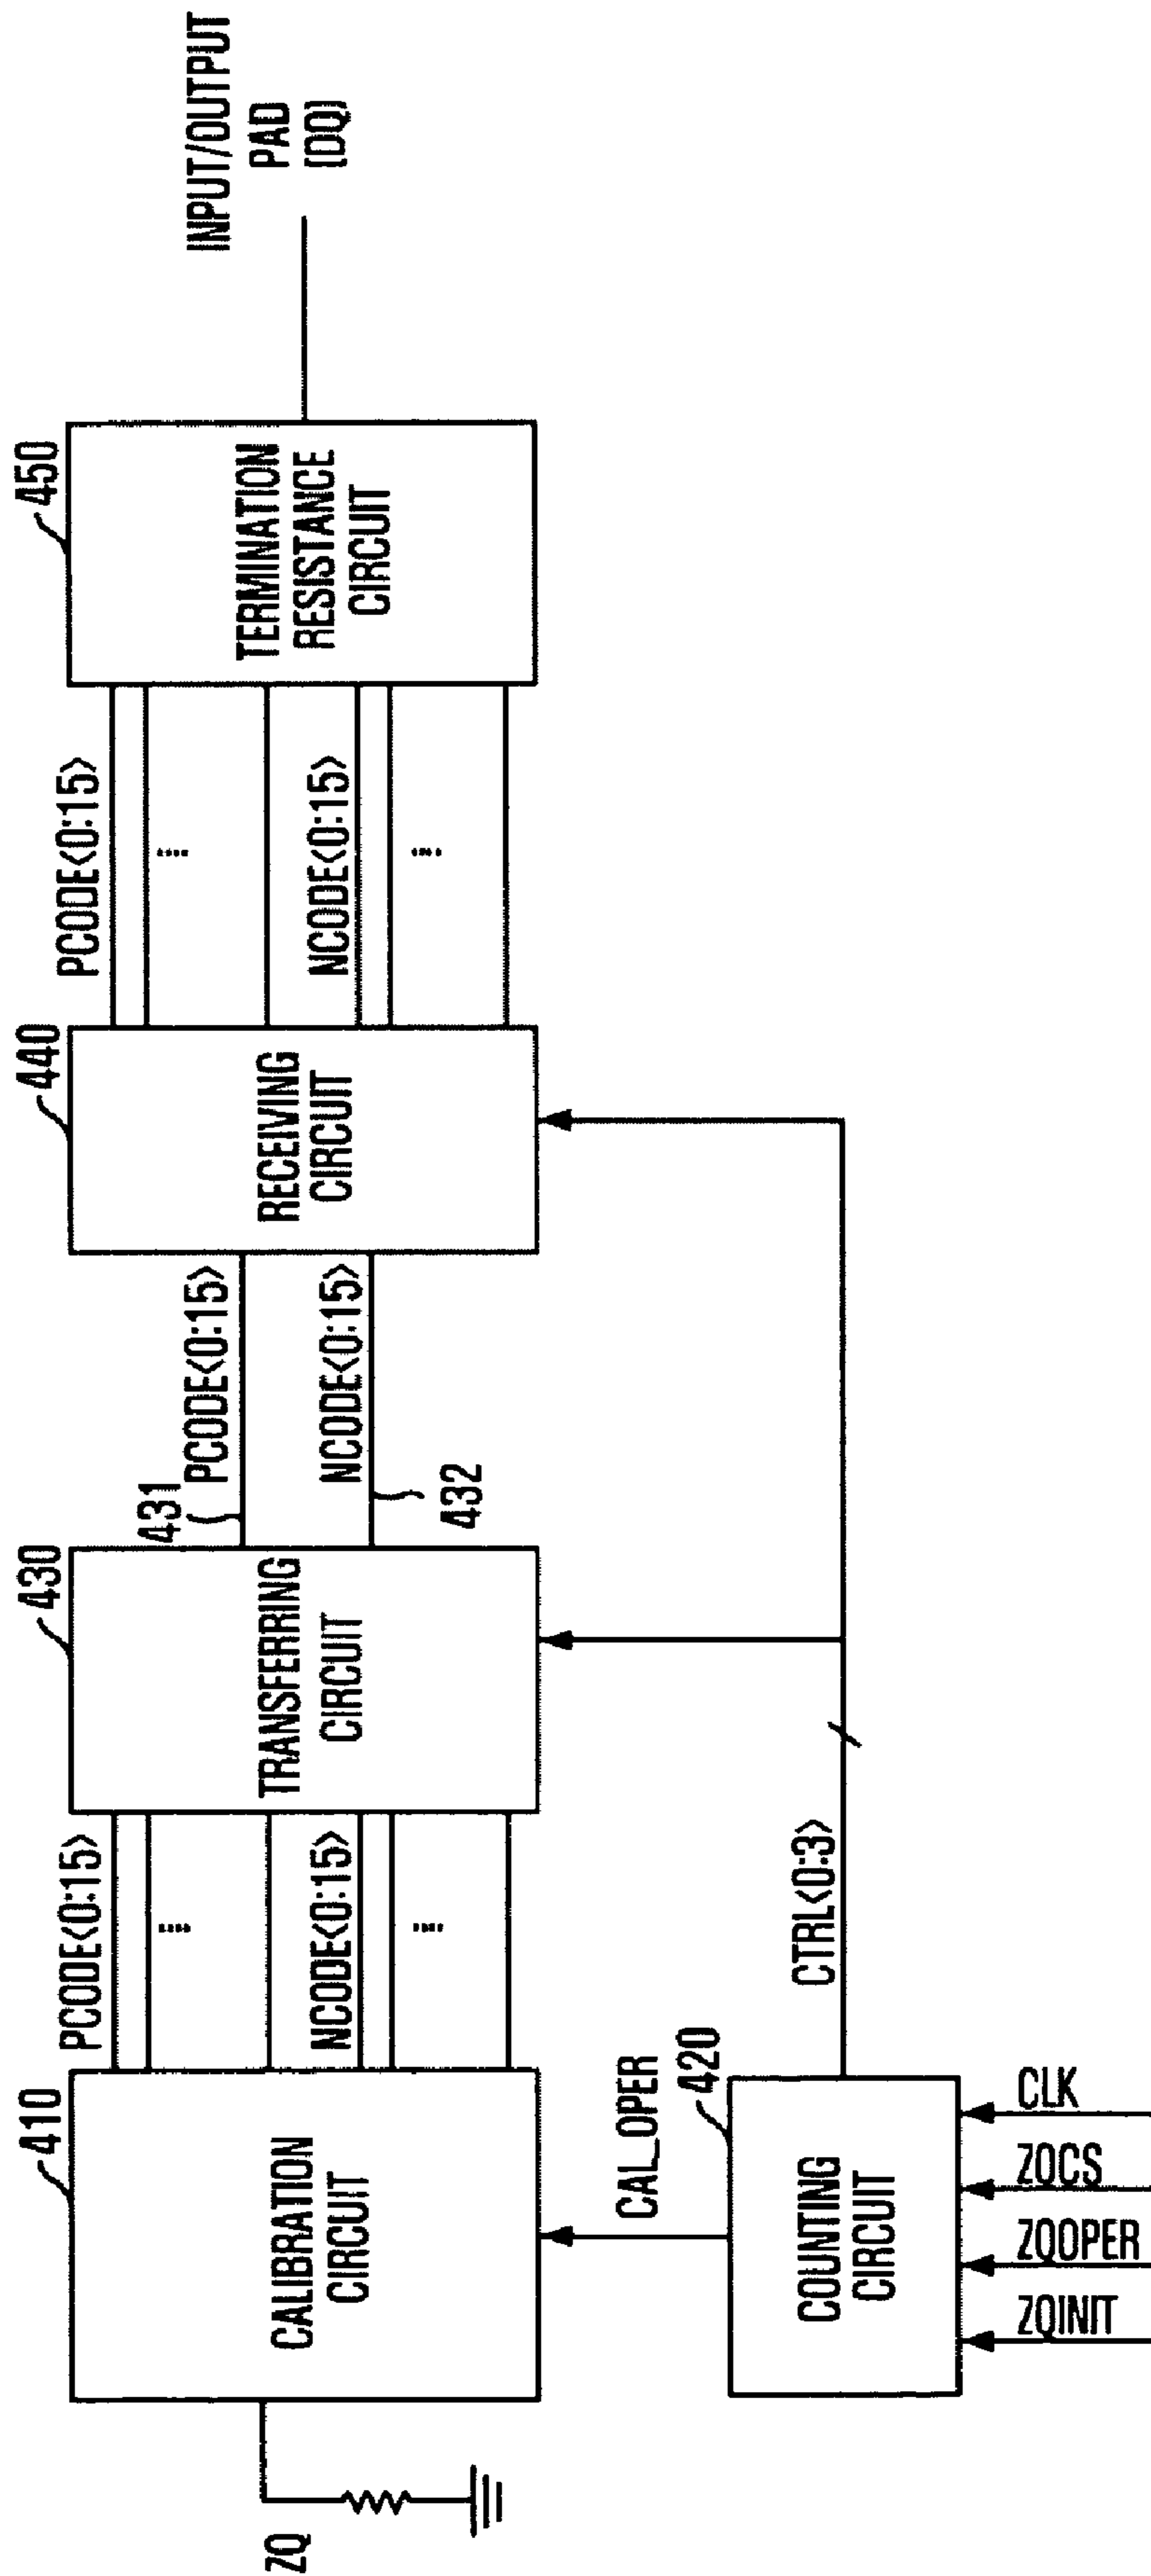 410
CALIBRATION
CIRCUIT
ZQ
PCODE<0:15>
....
NCODE<0:15>
....
430
TRANSFERRING
CIRCUIT
431
PCODE<0:15>
NCODE<0:15>
432
440
RECEIVING
CIRCUIT
PCODE<0:15>
....
NCODE<0:15>
....
450
TERMINATION
RESISTANCE
CIRCUIT
INPUT/OUTPUT
PAD
(DQ)
CAL_OPER
420
COUNTING
CIRCUIT
CTRL<0:3>
ZQINIT
ZQOPER
ZQCS
CLK